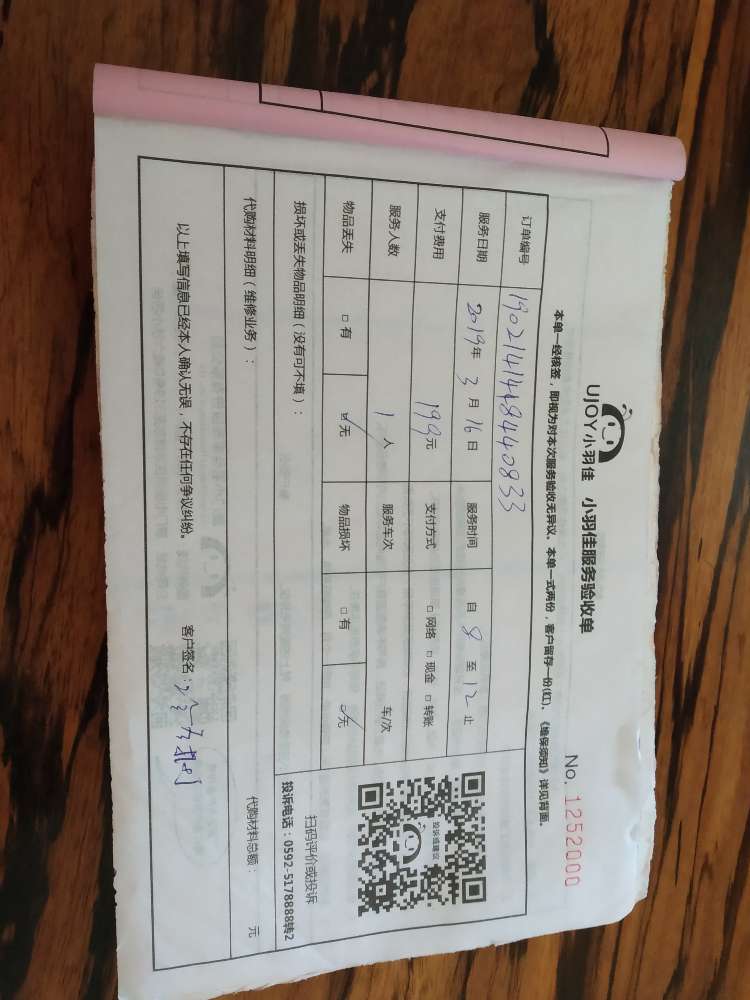 UJOY小羽佳 小羽佳服务验收单
No. 1252000
本单一经核签，即视为对本次服务验收无异议。本单一式两份，客户留存一份(红)。《维保须知》详见背面。
订单编号 1902141448440833
服务日期 2019年 3月 16日 服务时间 自 8 至 12 止
支付费用 199元 支付方式 □网络 □现金 □转账
服务人数 1人 服务车次 车/次
物品丢失 □有 ☑无 物品损坏 □有 ☑无
投诉或建议
扫码评价或投诉
投诉电话：0592-5178888转2
损坏或丢失物品明细（没有可不填）：
代购材料明细（维修业务）： 代购材料总额： 元
以上填写信息已经本人确认无误，不存在任何争议纠纷。 客户签名：